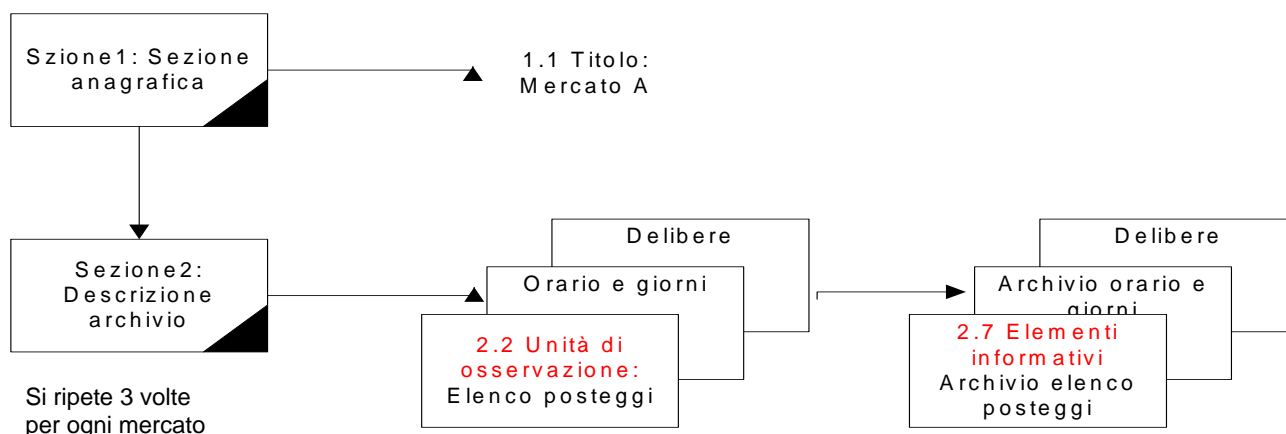 Szione1: Sezione
anagrafica
1.1 Titolo:
Mercato A
Sezione2:
Descrizione
archivio
Si ripete 3 volte
per ogni mercato
Delibere
Orario e giorni
2.2 Unità di
osservazione:
Elenco posteggi
Delibere
Archivio orario e
giorni
2.7 Elementi
informativi
Archivio elenco
posteggi